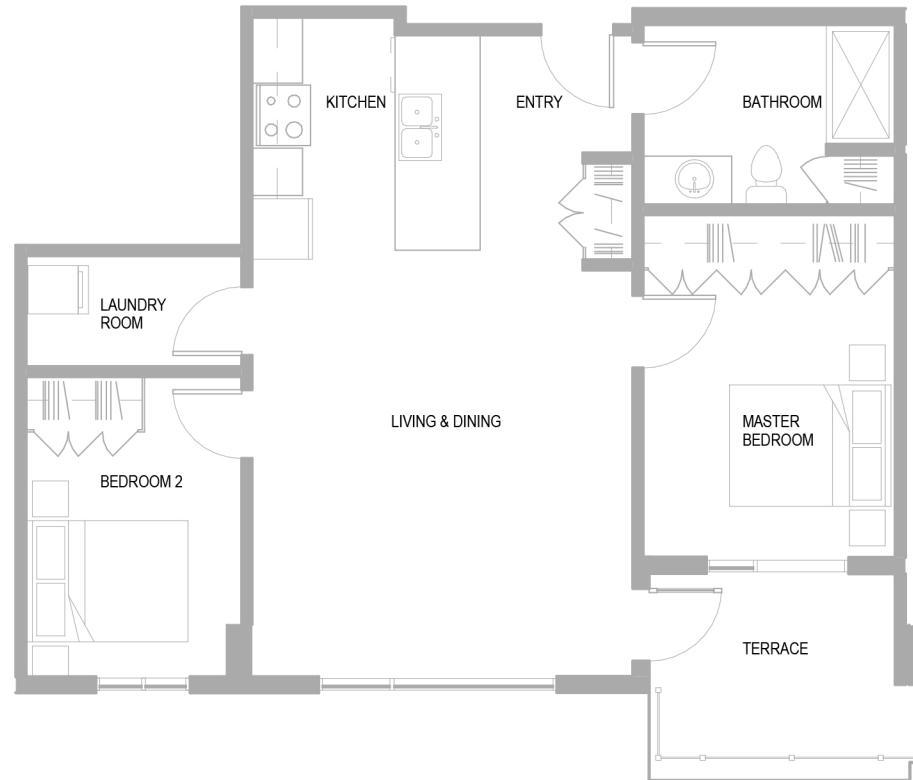 KITCHEN
ENTRY
BATHROOM
LAUNDRY
ROOM
LIVING & DINING
MASTER
BEDROOM
BEDROOM 2
TERRACE